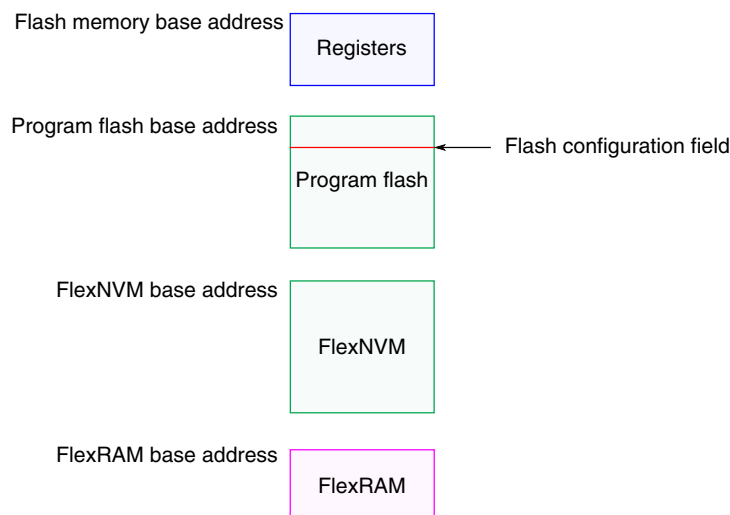 Flash memory base address
Registers
Program flash base address
Flash configuration field
Program flash
FlexNVM base address
FlexNVM
FlexRAM base address
FlexRAM